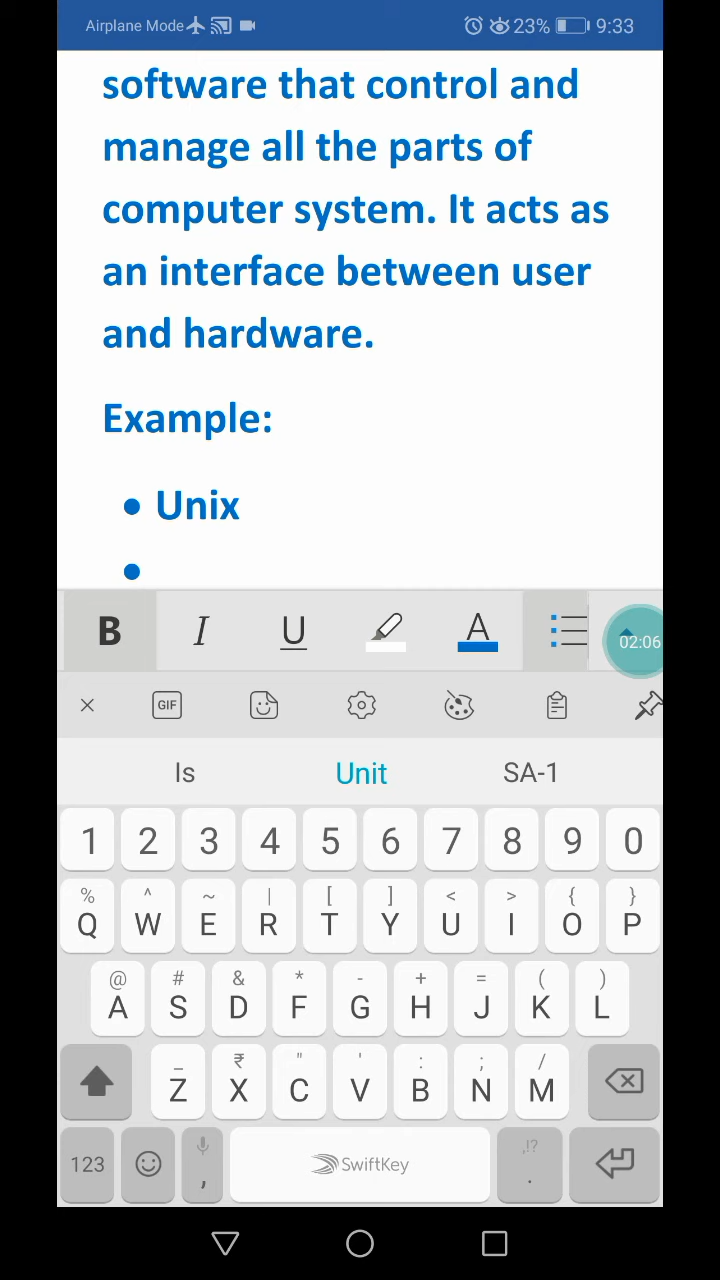 Airplane Mode 23% 9:33
software that control and
manage all the parts of
computer system. It acts as
an interface between user
and hardware.
Example:
• Unix
•
B I U A
02:06
GIF
Is Unit SA-1
1 2 3 4 5 6 7 8 9 0
% ^ ~ | [ ] < > { }
Q W E R T Y U I O P
@ # & * - + = ( )
A S D F G H J K L
_ ₹ " ' : ; /
Z X C V B N M
,!?
123 , SwiftKey .